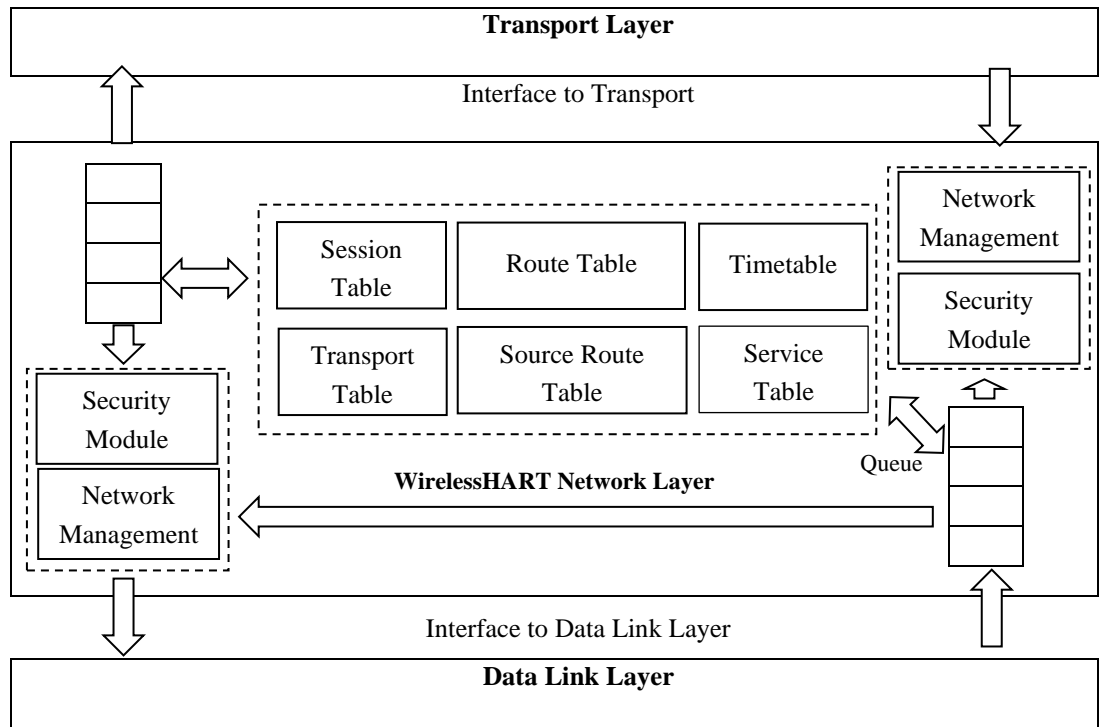 Transport Layer
Interface to Transport
Network
Management
Security
Module
Session
Table
Route Table
Timetable
Transport
Table
Source Route
Table
Service
Table
Security
Module
Network
Management
Queue
WirelessHART Network Layer
Interface to Data Link Layer
Data Link Layer